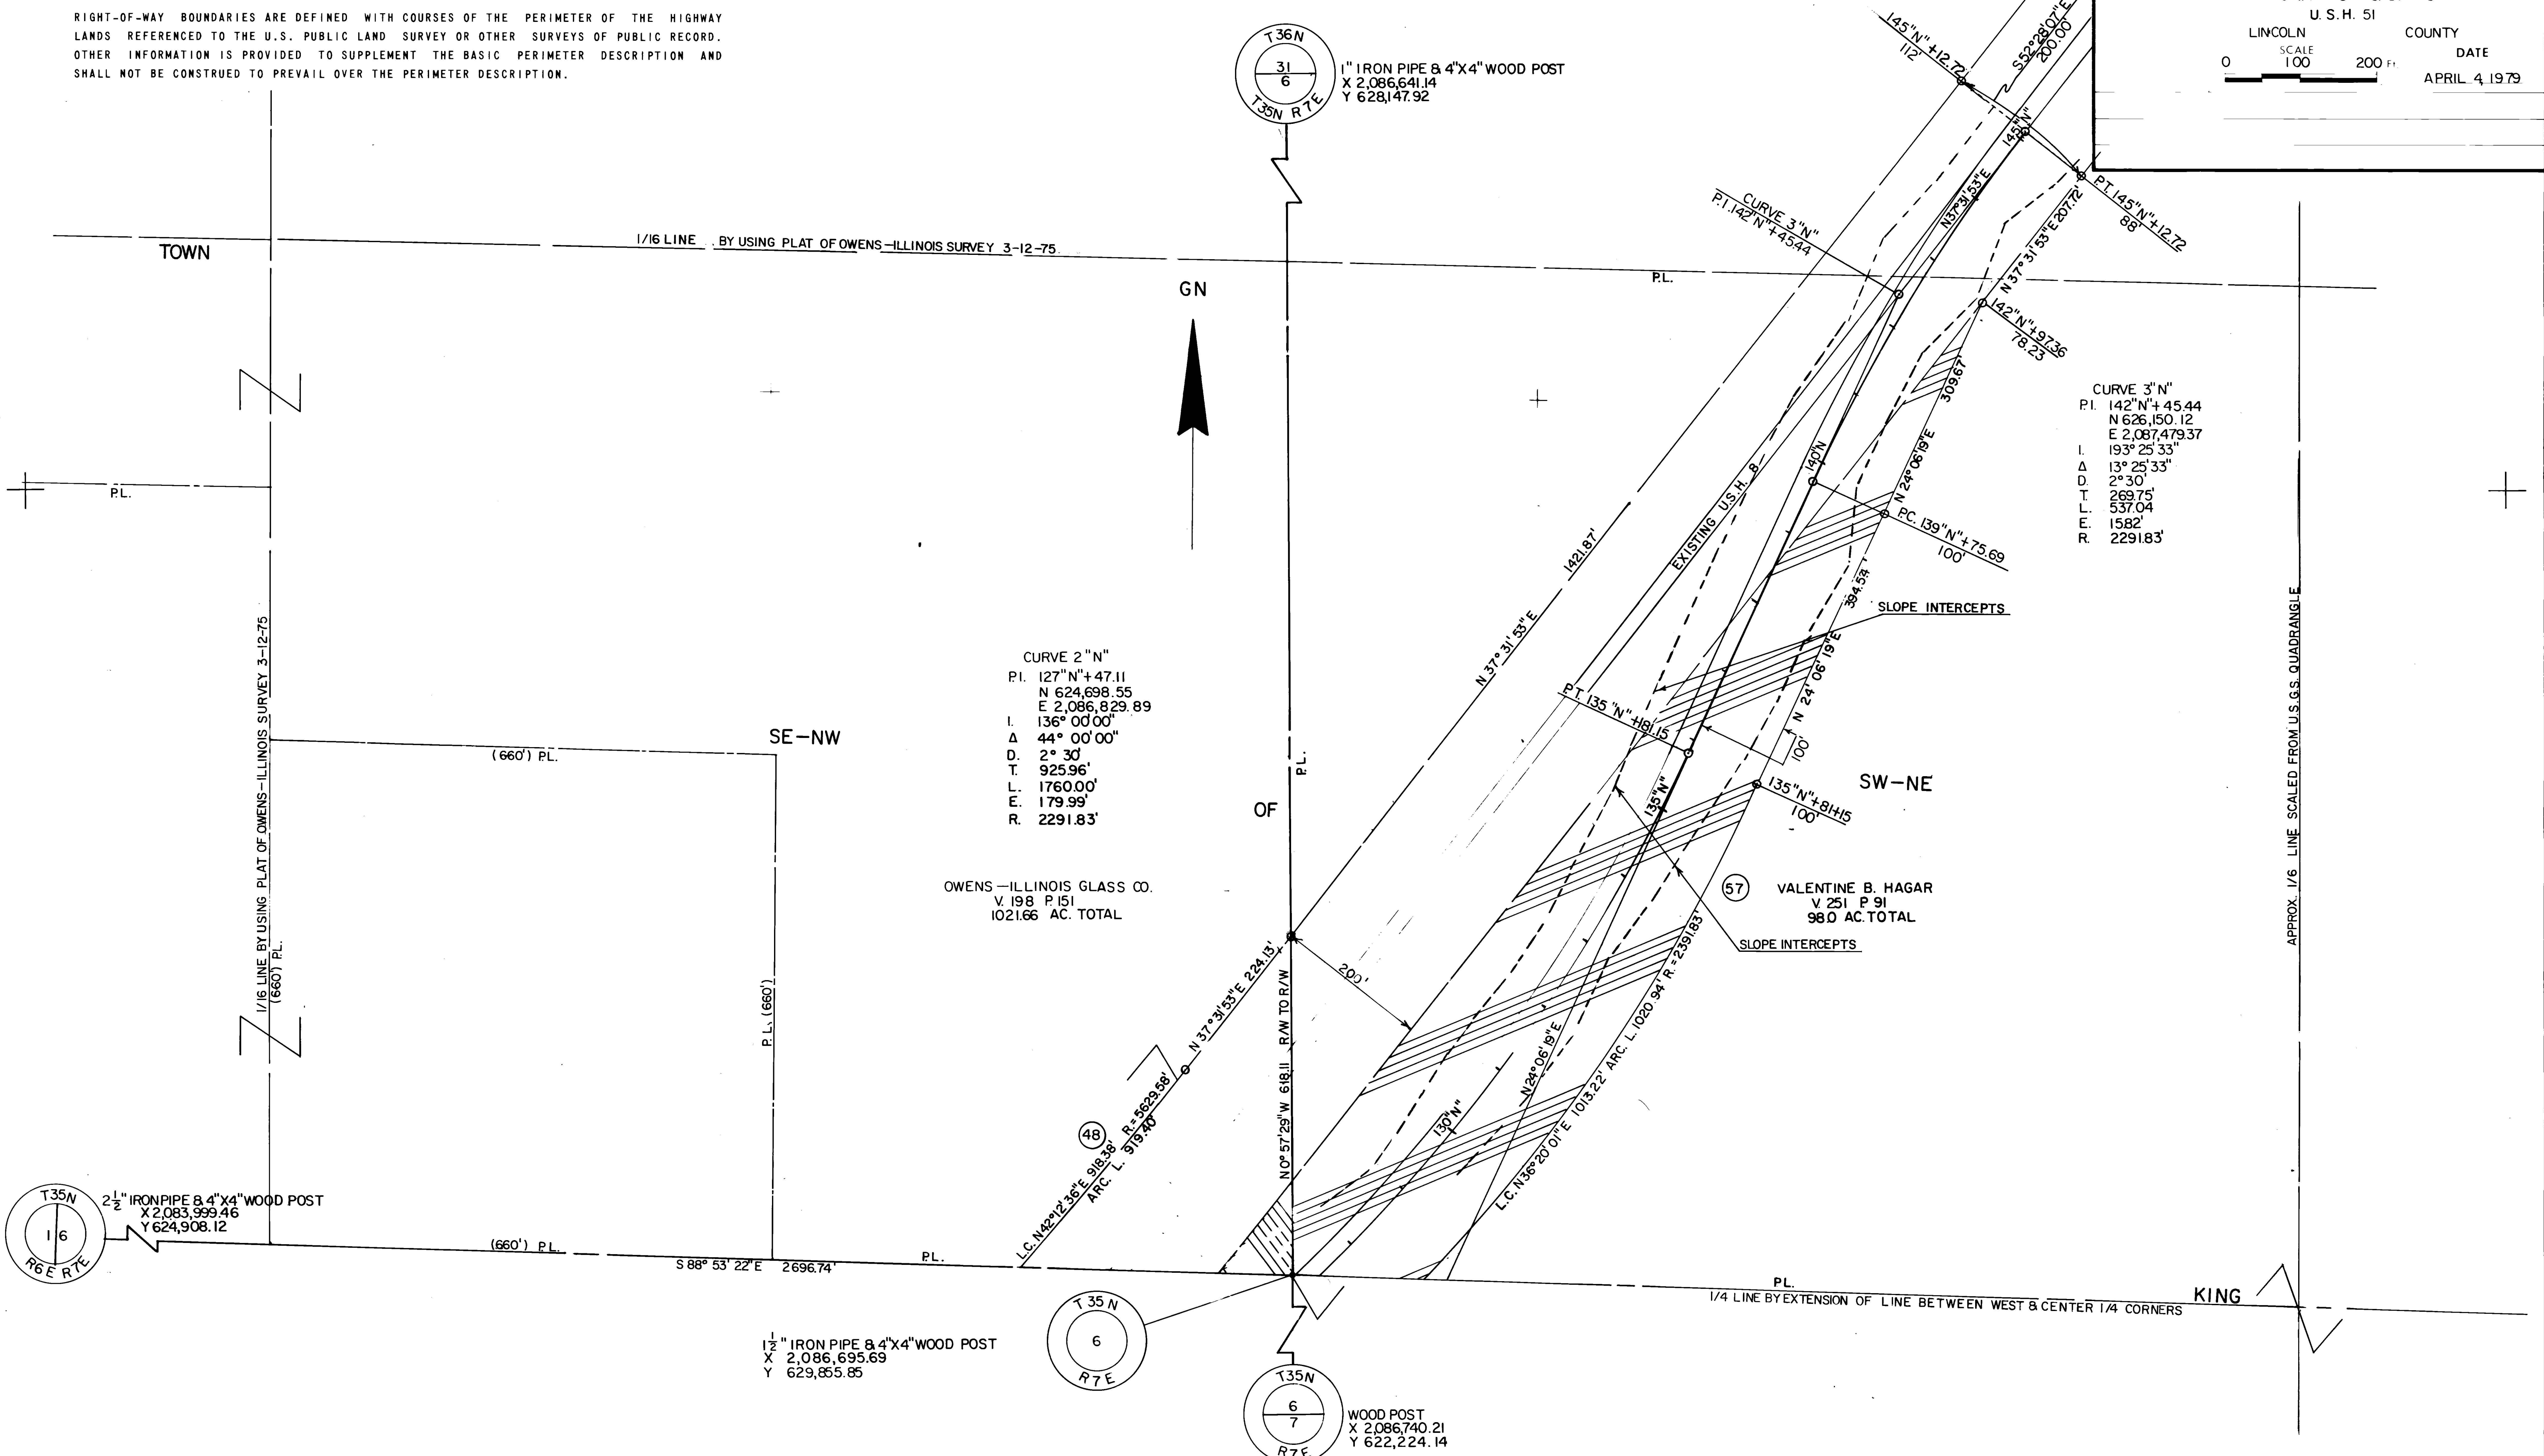 RIGHT-OF-WAY BOUNDARIES ARE DEFINED WITH COURSES OF THE PERIMETER OF THE HIGHWAY
LANDS REFERENCED TO THE U.S. PUBLIC LAND SURVEY OR OTHER SURVEYS OF PUBLIC RECORD.
OTHER INFORMATION IS PROVIDED TO SUPPLEMENT THE BASIC PERIMETER DESCRIPTION AND
SHALL NOT BE CONSTRUED TO PREVAIL OVER THE PERIMETER DESCRIPTION.
T36N
31
6
T35N R7E
1" IRON PIPE & 4"X4" WOOD POST
X 2,086,641.14
Y 628,147.92
U.S.H. 51
LINCOLN COUNTY
SCALE
DATE
0 100 200 Ft
APRIL 4, 1979
145"N"+12.72
112'
S52°28'07"E
200.00'
145"N"
P.T. 145"N"+12.72
88'
CURVE 3"N"
P.I. 142"N"+45.44
N37°31'53"E
N 37°31'53"E 207.72'
TOWN
1/16 LINE BY USING PLAT OF OWENS-ILLINOIS SURVEY 3-12-75
P.L.
GN
142"N"+97.36
78.23
309.67'
CURVE 3"N"
P.I. 142"N"+45.44
N 626,150.12
E 2,087,479.37
I. 193°25'33"
Δ 13°25'33"
D. 2°30'
T. 269.75'
L. 537.04
E. 15.82'
R. 2291.83'
P.L.
140"N
N 24°06'19"E
EXISTING U.S.H. 8
P.C. 139"N"+75.69
100'
1421.87'
N 37°31'53"E
394.54'
SLOPE INTERCEPTS
N 24°06'19"E
CURVE 2"N"
P.I. 127"N"+47.11
N 624,698.55
E 2,086,829.89
I. 136°00'00"
Δ 44°00'00"
D. 2°30'
T. 925.96'
L. 1760.00'
E. 179.99'
R. 2291.83'
P.T. 135"N"+81.15
100'
135"N"
135"N"+81+15
100'
SW-NE
SE-NW
(660') P.L.
P.L.
OF
1/16 LINE BY USING PLAT OF OWENS-ILLINOIS SURVEY 3-12-75
(660') P.L.
P.L. (660')
APPROX. 1/6 LINE SCALED FROM U.S.G.S. QUADRANGLE
OWENS-ILLINOIS GLASS CO.
V. 198 P. 151
1021.66 AC. TOTAL
57
VALENTINE B. HAGAR
V. 251 P. 91
98.0 AC. TOTAL
SLOPE INTERCEPTS
200'
N 37°31'53"E 224.13'
N0°57'29"W 618.11 R/W TO R/W
48
L.C. N42°12'36"E 918.38' R.=5629.58'
ARC. L. 919.40'
N24°06'19"E
130"N"
L.C. N36°20'01"E 1013.22' ARC. L. 1020.94' R.=2391.83'
T35N
1 6
R6E R7E
2 1/2" IRON PIPE & 4"X4" WOOD POST
X 2,083,999.46
Y 624,908.12
(660') P.L.
S 88°53'22"E 2696.74'
P.L.
P.L.
1/4 LINE BY EXTENSION OF LINE BETWEEN WEST & CENTER 1/4 CORNERS
KING
T 35 N
6
R7E
1 1/2" IRON PIPE & 4"X4" WOOD POST
X 2,086,695.69
Y 629,855.85
T35N
6
7
R7E
WOOD POST
X 2,086,740.21
Y 622,224.14